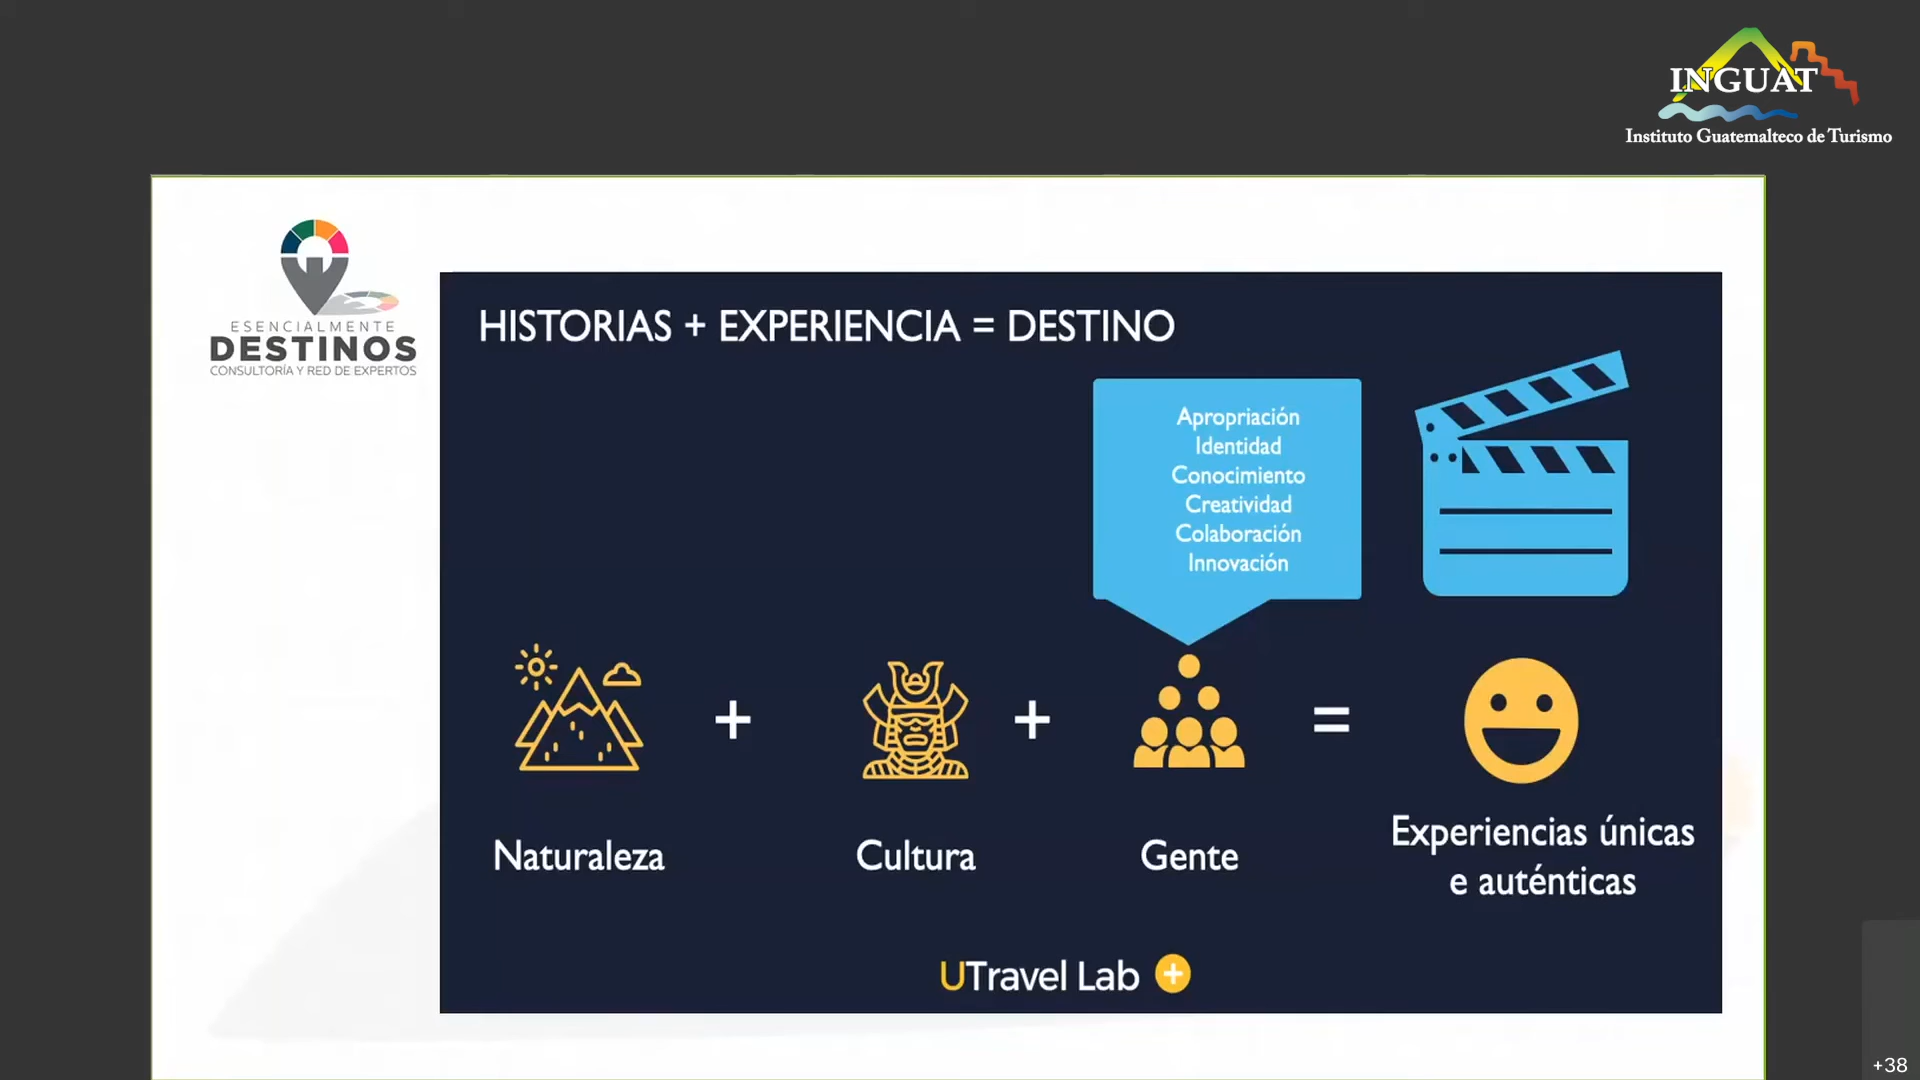 INGUAT
Instituto Guatemalteco de Turismo
ESENCIALMENTE
DESTINOS
CONSULTORÍA Y RED DE EXPERTOS
HISTORIAS + EXPERIENCIA = DESTINO
Apropriación
Identidad
Conocimiento
Creatividad
Colaboración
Innovación
+
+
=
Naturaleza
Cultura
Gente
Experiencias únicas
e auténticas
UTravel Lab +
+38